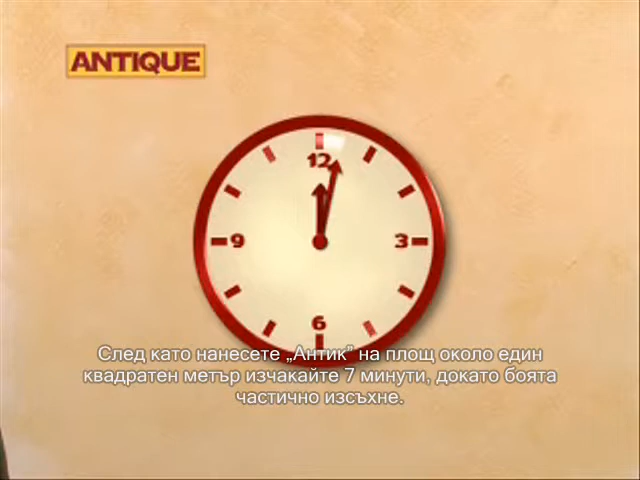 ANTIQUE
12
9 3
6
След като нанесете „Антик” на площ около един
квадратен метър изчакайте 7 минути, докато боята
частично изсъхне.